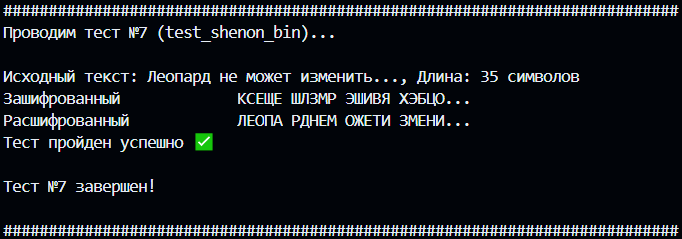 ###########################################################################
Проводим тест №7 (test_shenon_bin)...
Исходный текст: Леопард не может изменить..., Длина: 35 символов
Зашифрованный КСЕЩЕ ШЛЗМР ЭШИВЯ ХЭБЦО...
Расшифрованный ЛЕОПА РДНЕМ ОЖЕТИ ЗМЕНИ...
Тест пройден успешно ✅
Тест №7 завершен!
###########################################################################